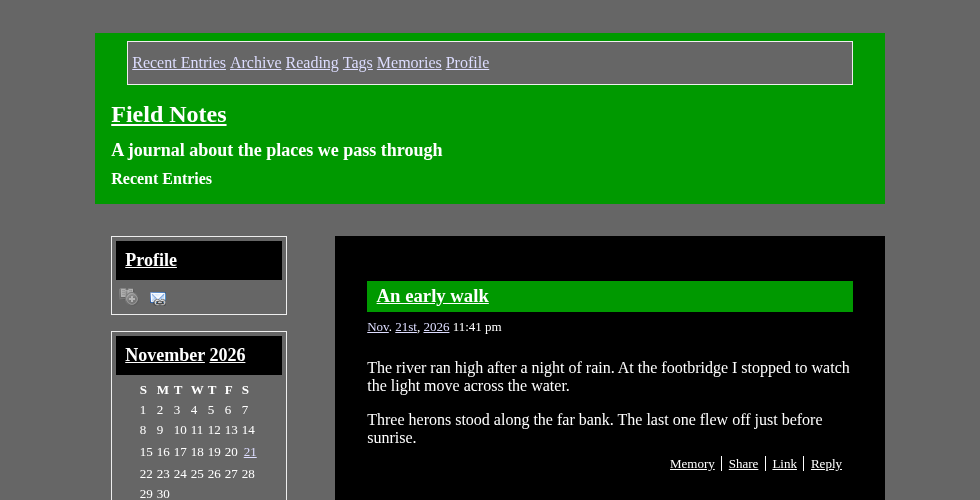 Recent Entries Archive Reading Tags Memories Profile
Field Notes
A journal about the places we pass through
Recent Entries
Profile
November 2026
S M T W T F S
1 2 3 4 5 6 7
8 9 10 11 12 13 14
15 16 17 18 19 20 21
22 23 24 25 26 27 28
29 30
An early walk
Nov. 21st, 2026 11:41 pm
The river ran high after a night of rain. At the footbridge I stopped to watch
the light move across the water.
Three herons stood along the far bank. The last one flew off just before
sunrise.
Memory Share Link Reply